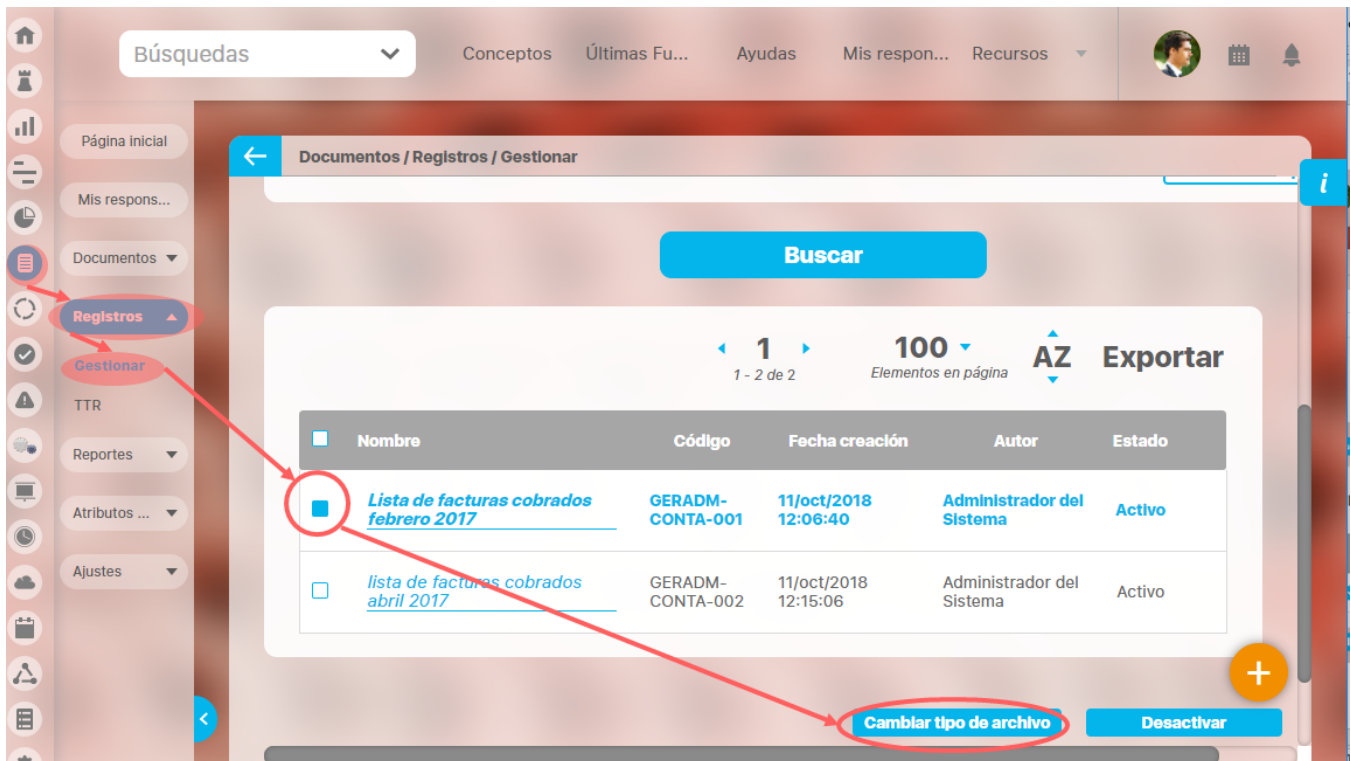 Búsquedas
Conceptos
Últimas Fu...
Ayudas
Mis respon...
Recursos
Página inicial
Mis respons...
Documentos
Registros
Gestionar
TTR
Reportes
Atributos ...
Ajustes
Documentos / Registros / Gestionar
i
Buscar
1
1 - 2 de 2
100
Elementos en página
AZ
Exportar
Nombre Código Fecha creación Autor Estado
Lista de facturas cobrados GERADM- 11/oct/2018 Administrador del Activo
febrero 2017 CONTA-001 12:06:40 Sistema
lista de facturas cobrados GERADM- 11/oct/2018 Administrador del Activo
abril 2017 CONTA-002 12:15:06 Sistema
+
Cambiar tipo de archivo
Desactivar